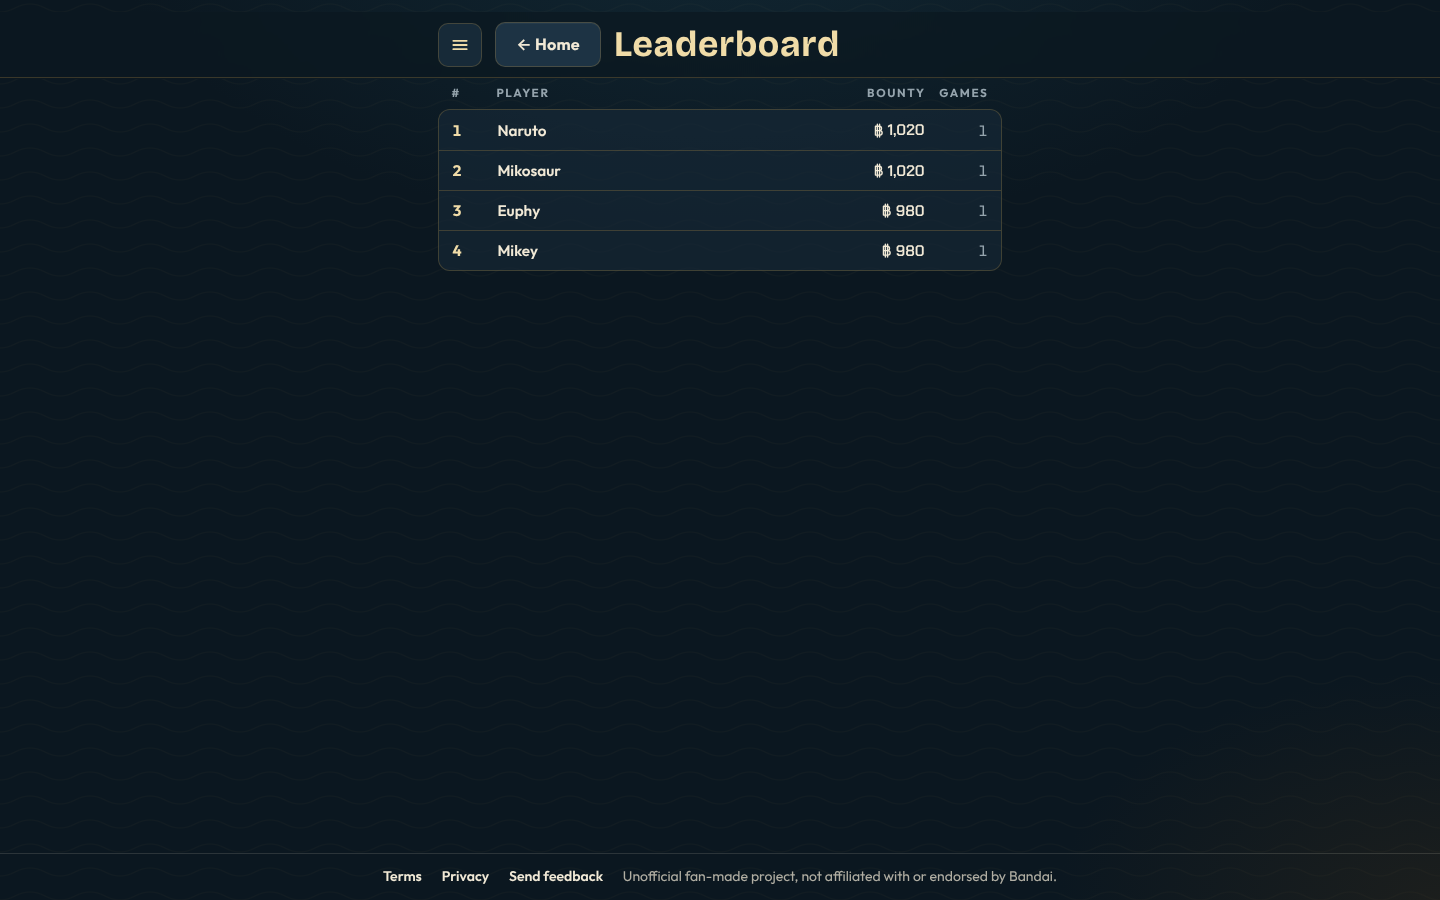 ← Home Leaderboard
# PLAYER BOUNTY GAMES
1 Naruto ฿ 1,020 1
2 Mikosaur ฿ 1,020 1
3 Euphy ฿ 980 1
4 Mikey ฿ 980 1
Terms Privacy Send feedback Unofficial fan-made project, not affiliated with or endorsed by Bandai.